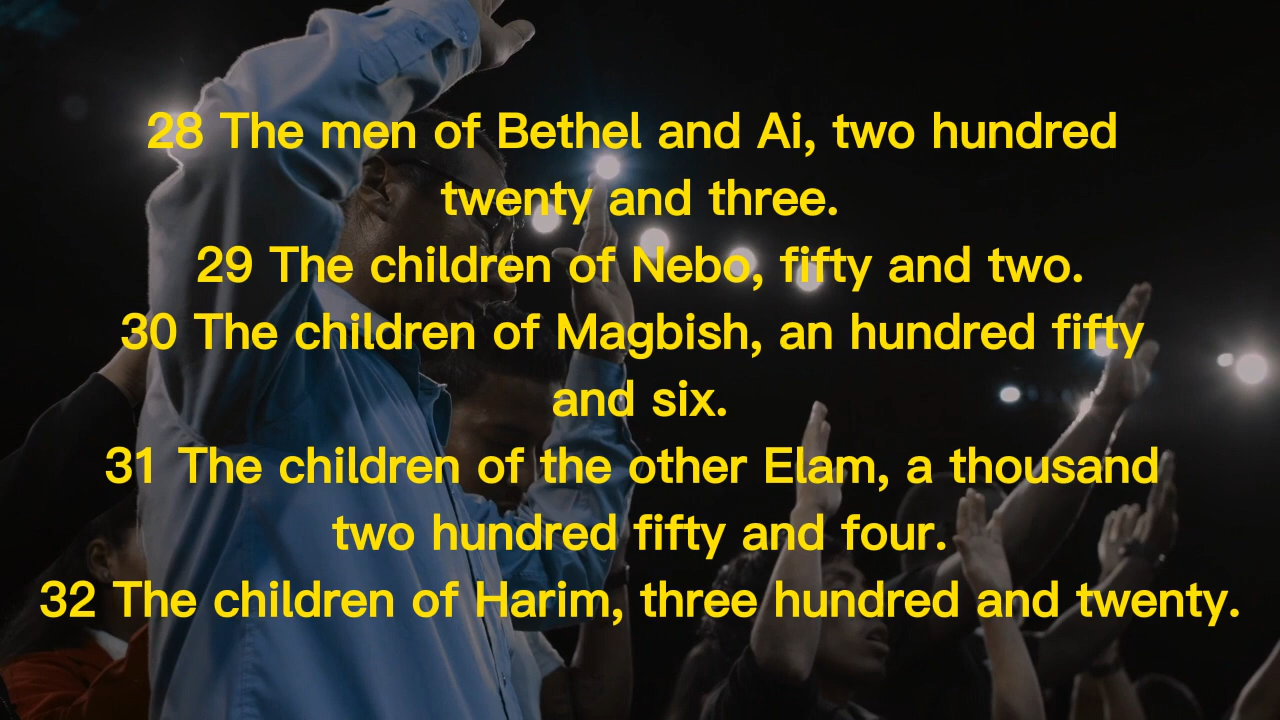 28 The men of Bethel and Ai, two hundred
twenty and three.
29 The children of Nebo, fifty and two.
30 The children of Magbish, an hundred fifty
and six.
31 The children of the other Elam, a thousand
two hundred fifty and four.
32 The children of Harim, three hundred and twenty.